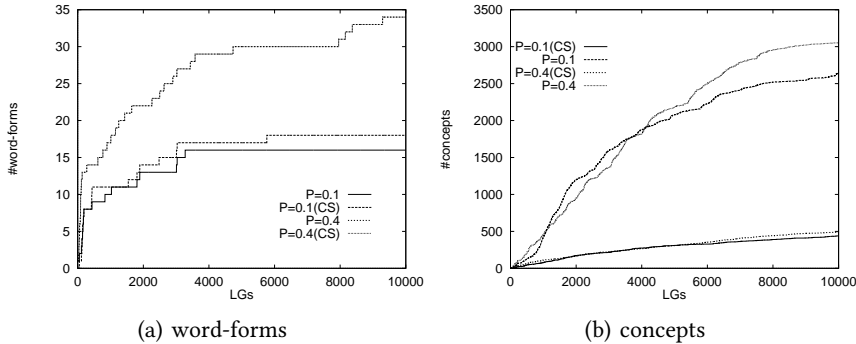 35
30
25
20
15
10
5
0
#word-forms
P=0.1
P=0.1(CS)
P=0.4
P=0.4(CS)
0 2000 4000 6000 8000 10000
LGs
(a) word-forms
3500
3000
2500
2000
1500
1000
500
0
#concepts
P=0.1(CS)
P=0.1
P=0.4(CS)
P=0.4
0 2000 4000 6000 8000 10000
LGs
(b) concepts